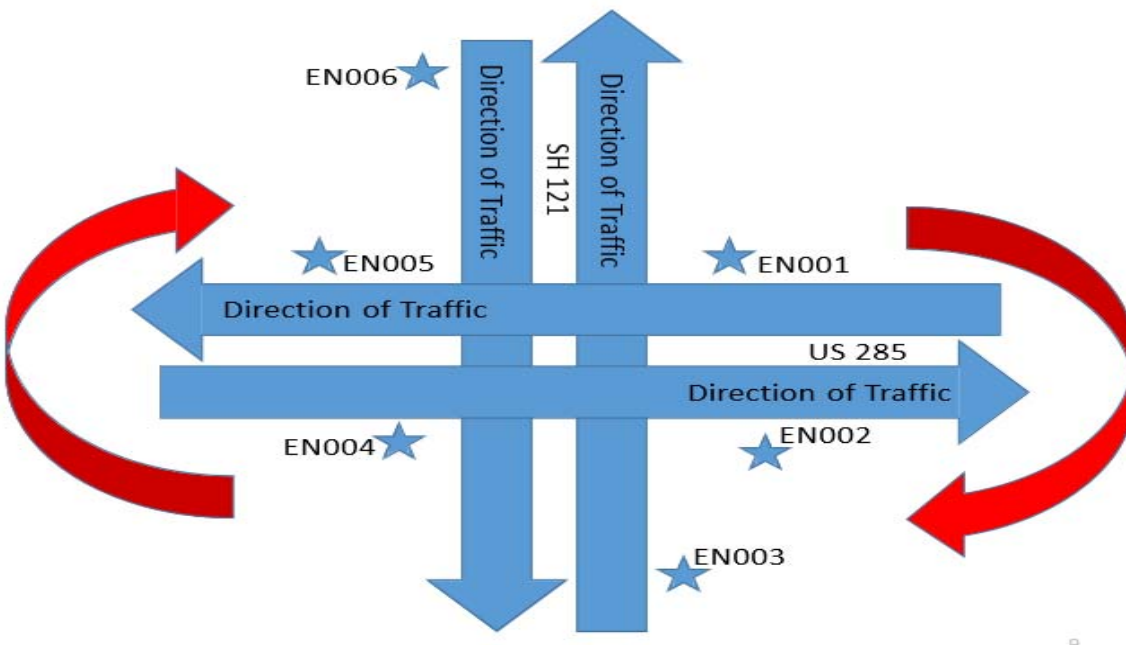 EN006
Direction of Traffic
SH 121
Direction of Traffic
EN005
EN001
Direction of Traffic
US 285
Direction of Traffic
EN004
EN002
EN003